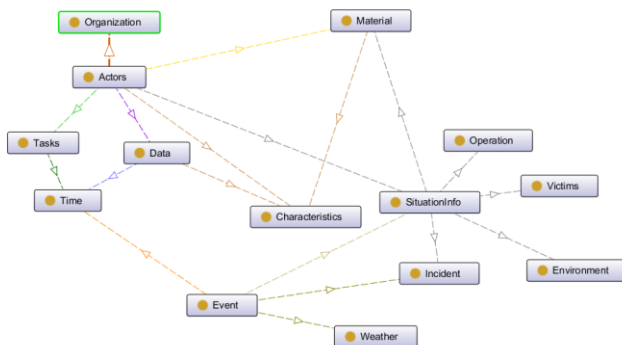 Organization
Material
Actors
Tasks
Data
Operation
Victims
Time
Characteristics
SituationInfo
Environment
Incident
Event
Weather